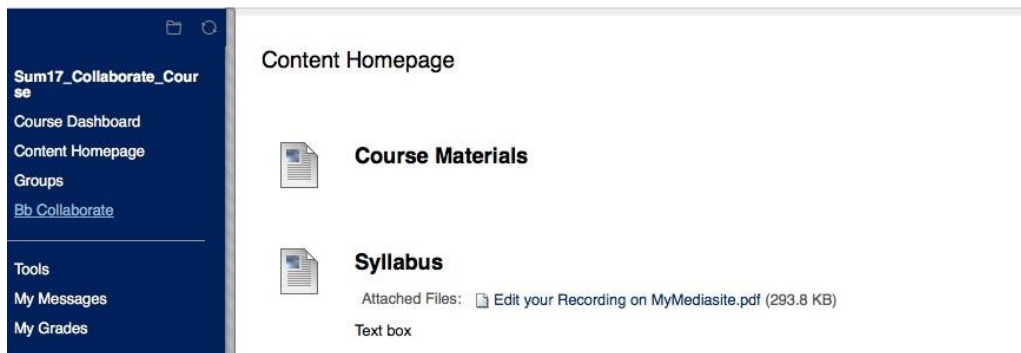 Sum17_Collaborate_Cour
se
Course Dashboard
Content Homepage
Groups
Bb Collaborate
Tools
My Messages
My Grades
Content Homepage
Course Materials
Syllabus
Attached Files: Edit your Recording on MyMediasite.pdf (293.8 KB)
Text box